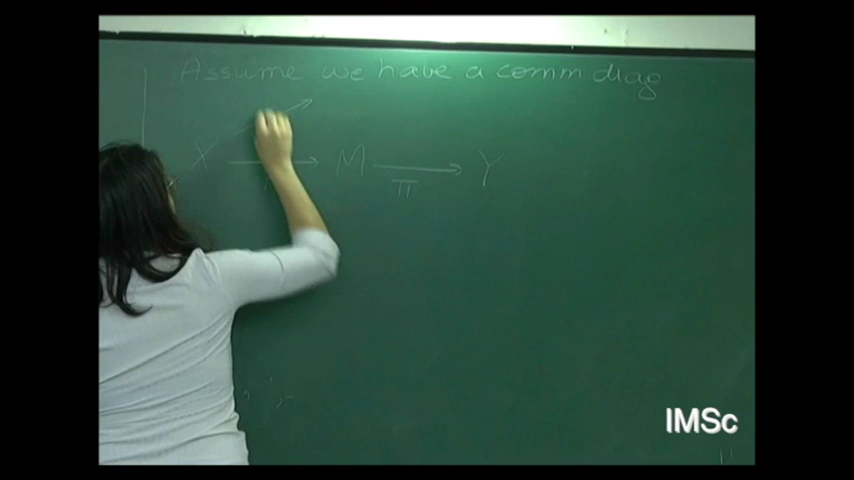 Assume we have a comm diag
X → M → Y
π
IMSc